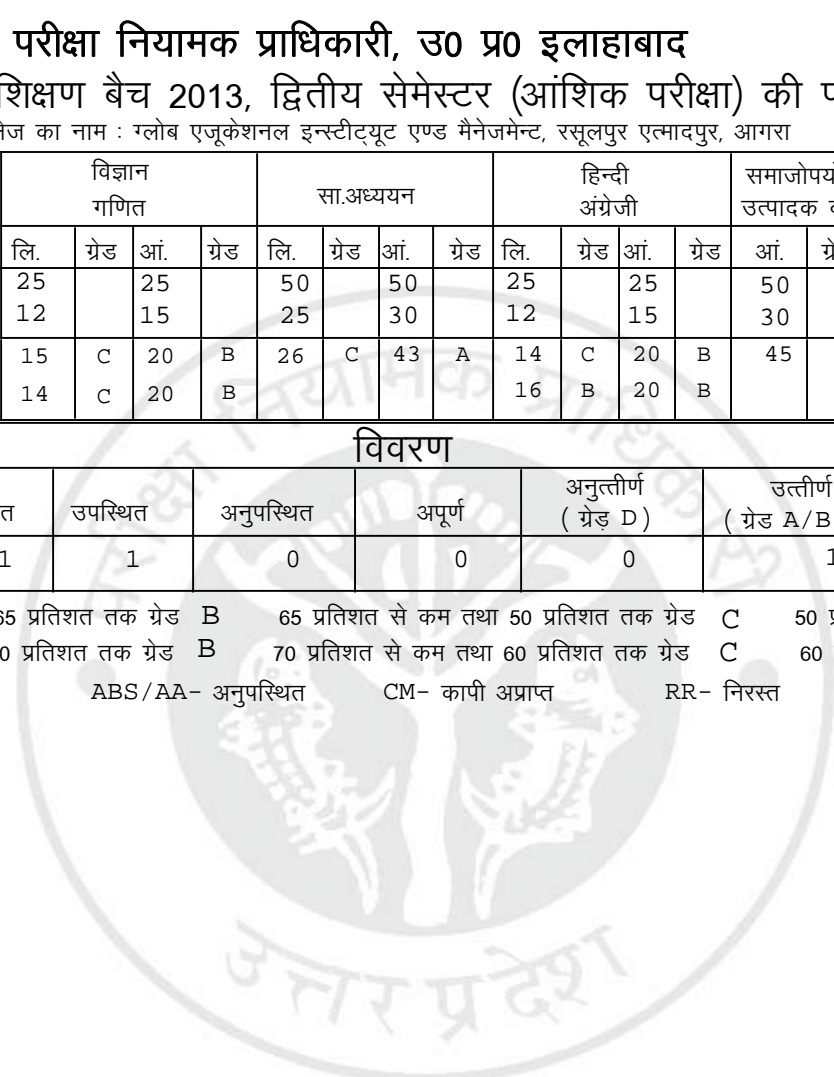 परीक्षा नियामक प्राधिकारी, उ0 प्र0 इलाहाबाद
शिक्षण बैच 2013, द्वितीय सेमेस्टर (आंशिक परीक्षा) की
का नाम : ग्लोब एजूकेशनल इन्स्टीट्यूट एण्ड मैनेजमेन्ट, रसूलपुर एत्मादपुर, आगरा
विज्ञान सा.अध्ययन हिन्दी
गणित अंग्रेजी उत्पादक
लि. ग्रेड आं. ग्रेड लि. ग्रेड आं. ग्रेड लि. ग्रेड आं. ग्रेड आं.
25 25 50 50 25 25 50
12 15 25 30 12 15 30
15 C 20 B 26 C 43 A 14 C 20 B 45
14 C 20 B 16 B 20 B
विवरण
उपस्थित अनुपस्थित अपूर्ण अनुत्तीर्ण उत्तीर्ण
( ग्रेड़ D ) ( ग्रेड A/B
1 1 0 0 0 1
65 प्रतिशत तक ग्रेड B 65 प्रतिशत से कम तथा 50 प्रतिशत तक ग्रेड C 50
0 प्रतिशत तक ग्रेड B 70 प्रतिशत से कम तथा 60 प्रतिशत तक ग्रेड C 60
ABS/AA- अनुपस्थित CM- कापी अप्राप्त RR- निरस्त
परीक्षा नियामक प्राधिकारी
उत्तर प्रदेश